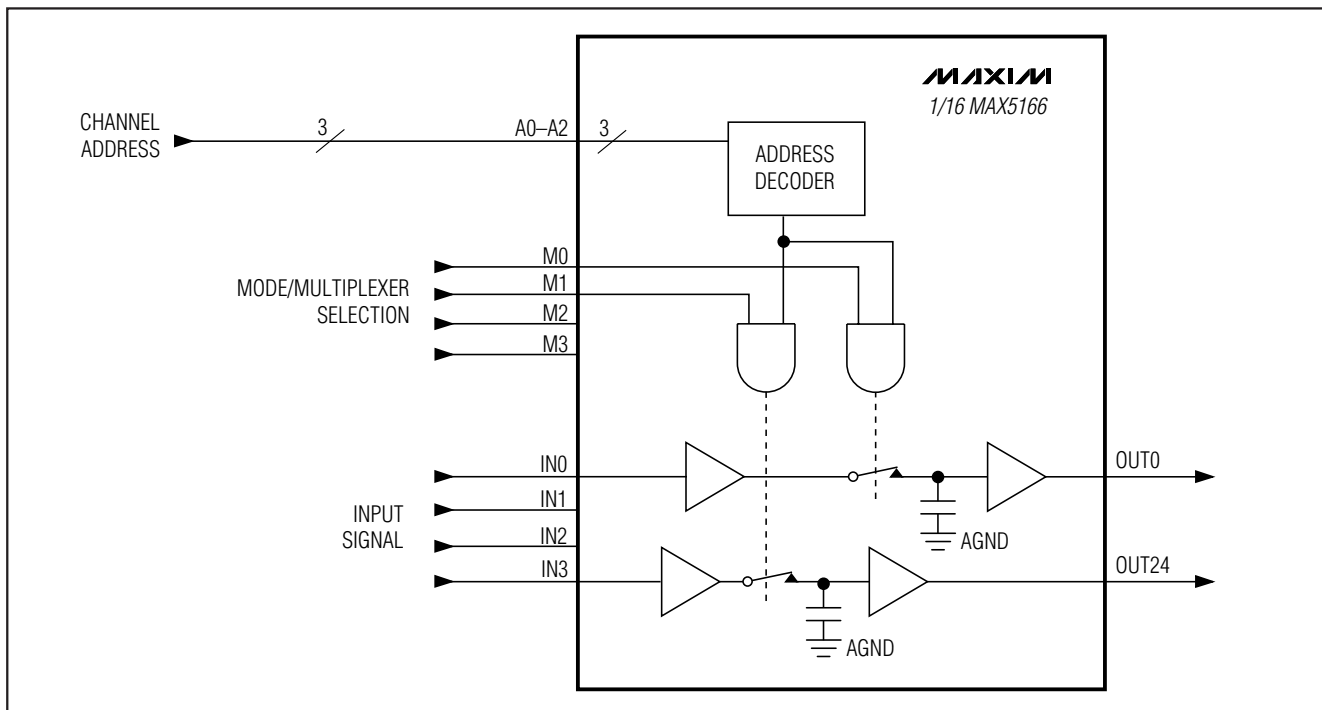 MAXIM
1/16 MAX5166
CHANNEL
ADDRESS
3
A0–A2
3
ADDRESS
DECODER
M0
M1
M2
M3
MODE/MULTIPLEXER
SELECTION
IN0
IN1
IN2
IN3
INPUT
SIGNAL
AGND
OUT0
AGND
OUT24